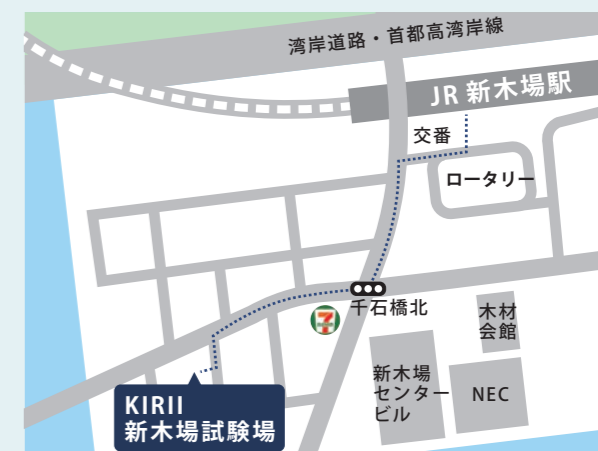 湾岸道路・首都高湾岸線
JR 新木場駅
交番
ロータリー
千石橋北
7
木材
会館
新木場
センター
ビル
NEC
KIRII
新木場試験場